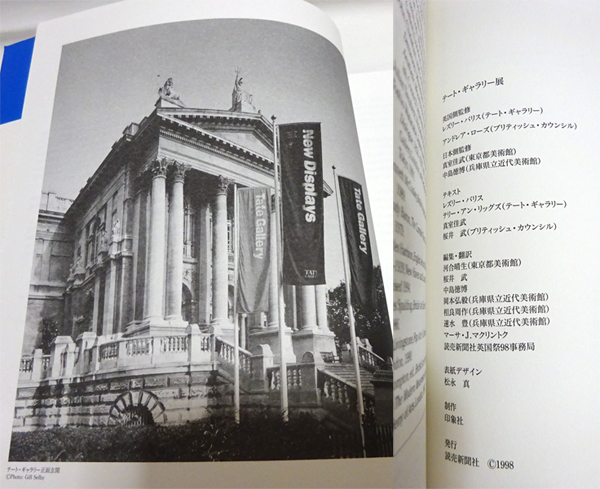 New Displays
Tate Gallery
Tate Gallery
テート・ギャラリー正面玄関
©Photo: Gill Selby
テート・ギャラリー展
英国側監修
レズリー・パリス(テート・ギャラリー)
アンドレア・ローズ(ブリティッシュ・カウンシル)
日本側監修
真室佳武(東京都美術館)
中島徳博(兵庫県立近代美術館)
テキスト
レズリー・パリス
テリー・アン・リッグズ(テート・ギャラリー)
真室佳武
桜井 武(ブリティッシュ・カウンシル)
編集・翻訳
河合晴生(東京都美術館)
桜井 武
中島徳博
岡本弘毅(兵庫県立近代美術館)
相良周作(兵庫県立近代美術館)
速水 豊(兵庫県立近代美術館)
マーサ・J.マクリントク
読売新聞社英国祭98事務局
表紙デザイン
松永 真
制作
印象社
発行
読売新聞社 ©1998